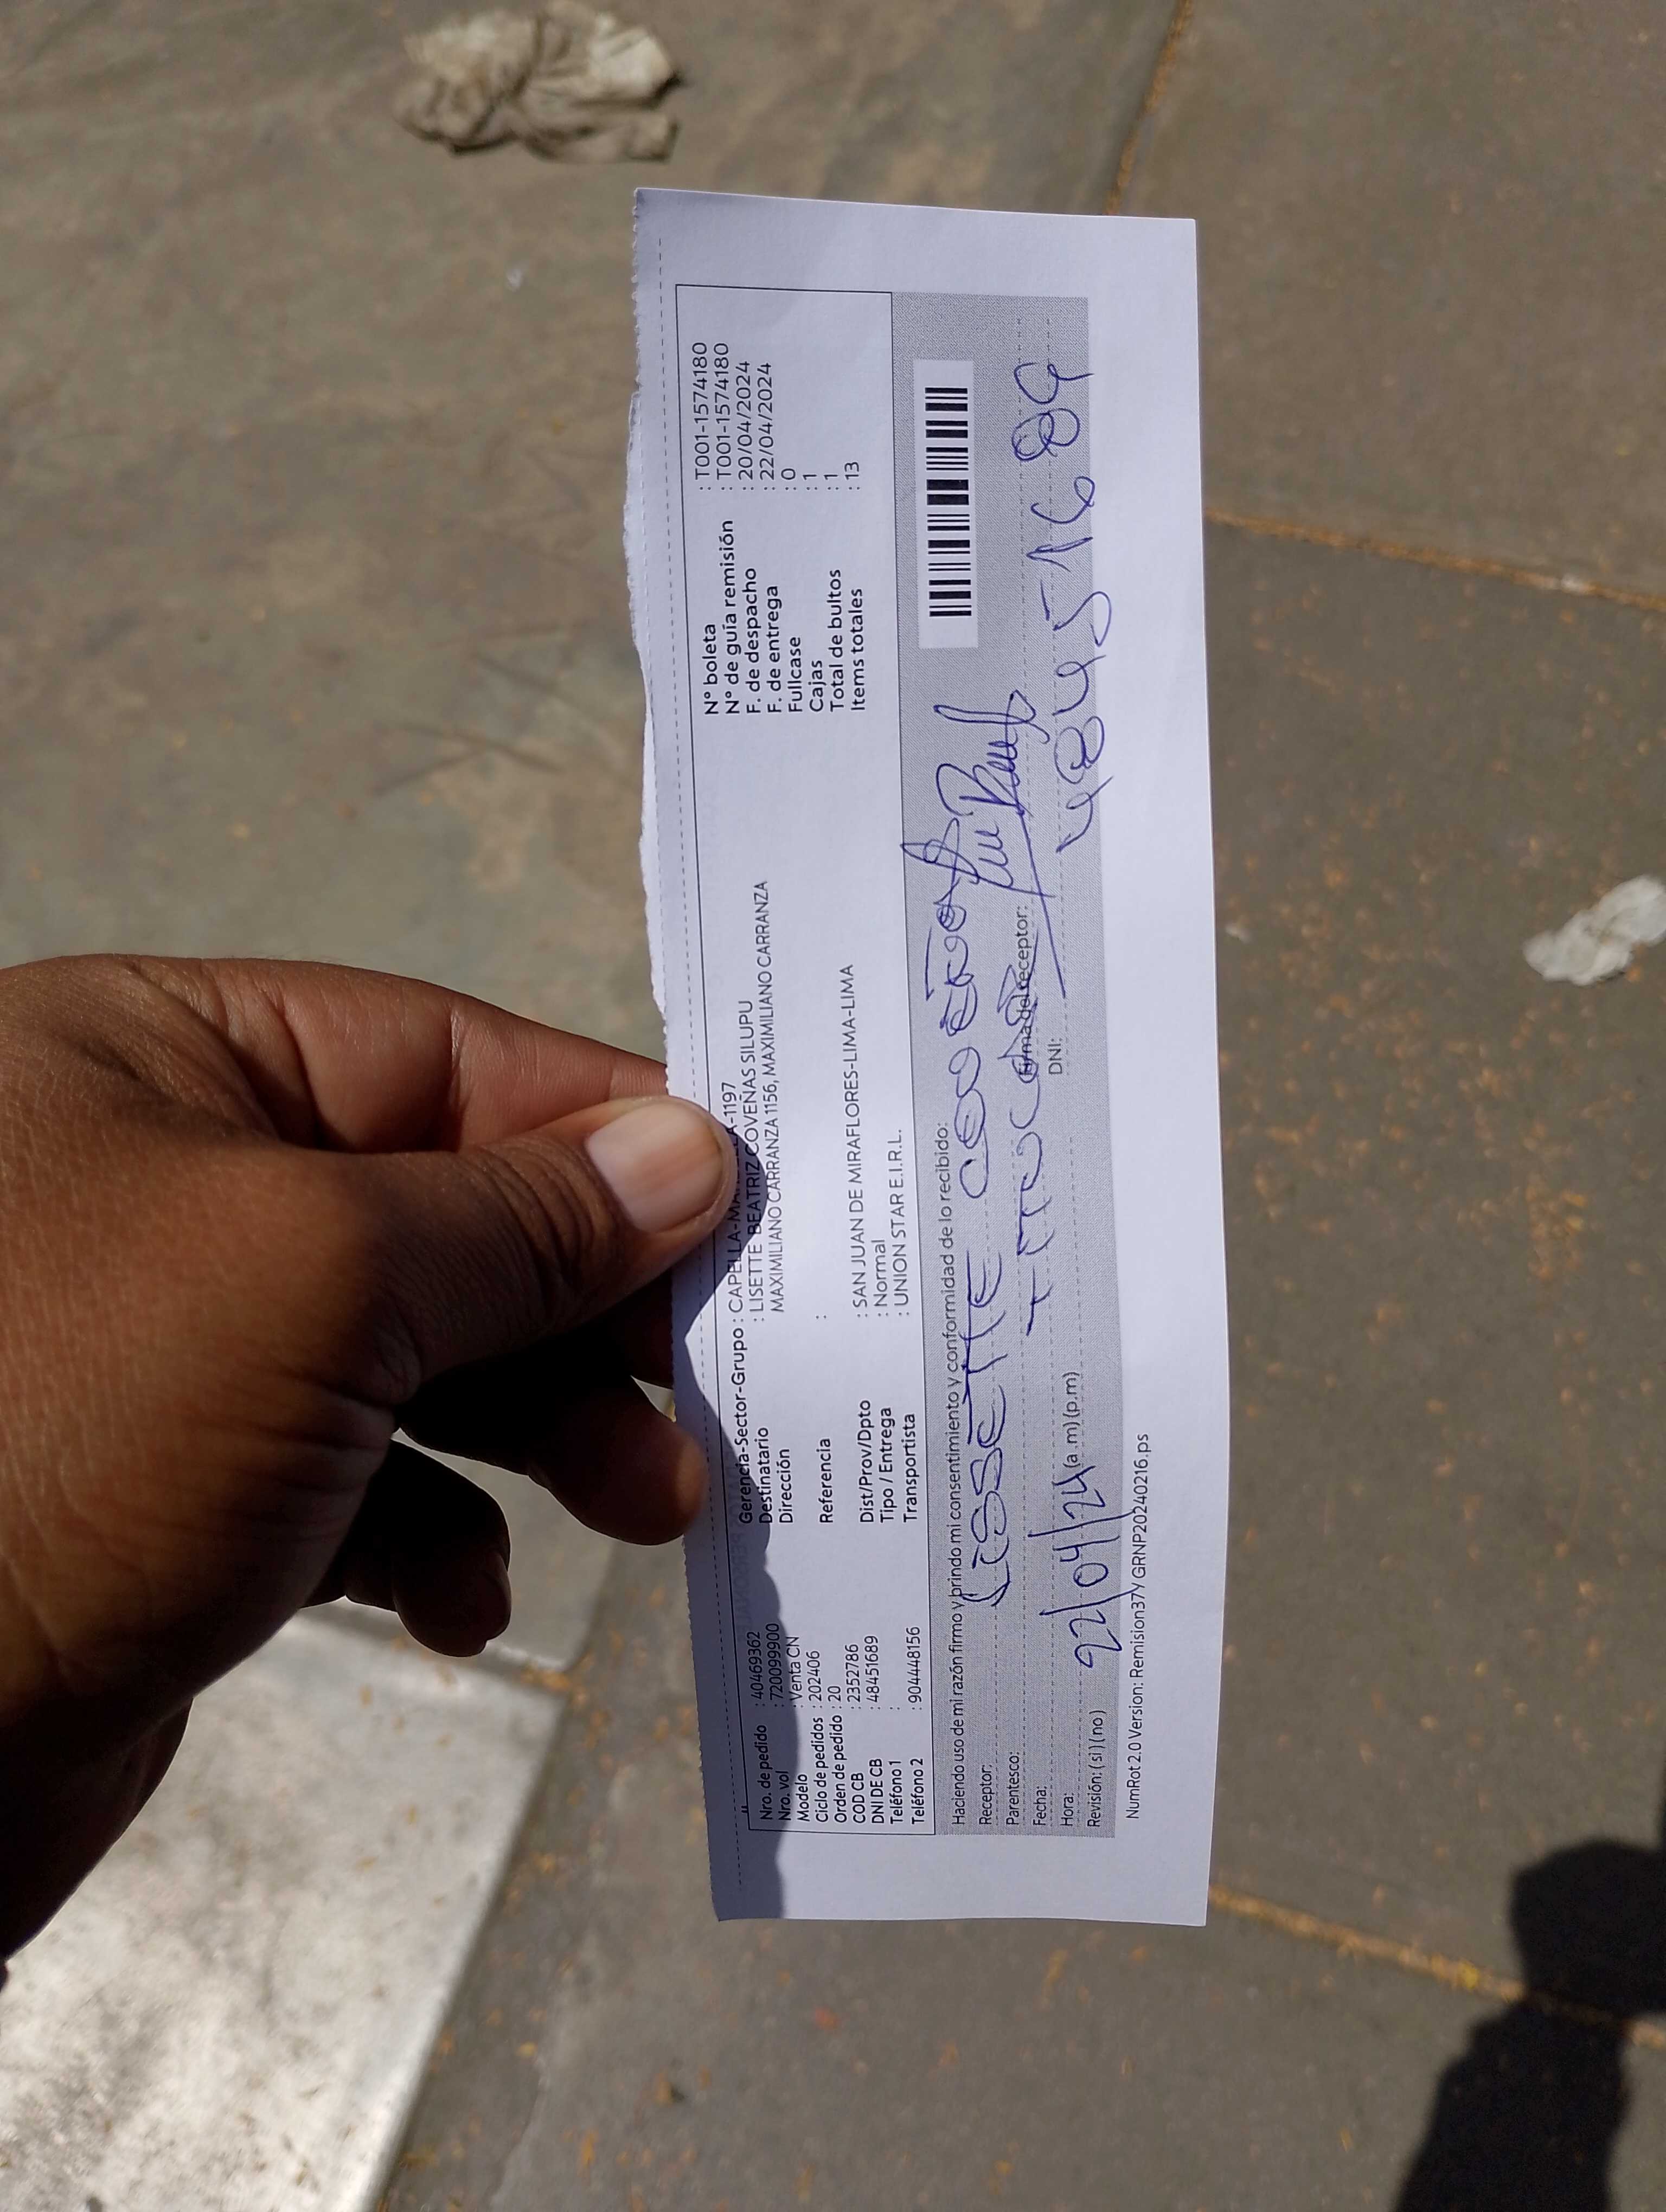 Nro. de pedido : 40469362
Nro. vol : 720099900
Modelo : Venta CN
Ciclo de pedidos : 202406
Orden de pedido : 20
COD CB : 2352786
DNI DE CB : 48451689
Teléfono 1 :
Teléfono 2 : 904448156
Gerencia-Sector-Grupo : CAPELLA-1197
Destinatario : LISETTE BEATRIZ COVEÑAS SILUPU
Dirección MAXIMILIANO CARRANZA 1156, MAXIMILIANO CARRANZA
Referencia :
Dist/Prov/Dpto : SAN JUAN DE MIRAFLORES-LIMA-LIMA
Tipo / Entrega : Normal
Transportista : UNION STAR E.I.R.L.
N° boleta : T001-1574180
N° de guía remisión : T001-1574180
F. de despacho : 20/04/2024
F. de entrega : 22/04/2024
Fullcase : 0
Cajas : 1
Total de bultos : 1
Items totales : 13
Haciendo uso de mi razón firmo y brindo mi consentimiento y conformidad de lo recibido:
Receptor:
Parentesco:
Fecha: 22/04/24
Hora: (a.m) (p.m)
Revisión: (si) (no)
Firma del receptor:
DNI: 48451689
NumRot 2.0 Version: Remision37Y GRNP20240216.ps